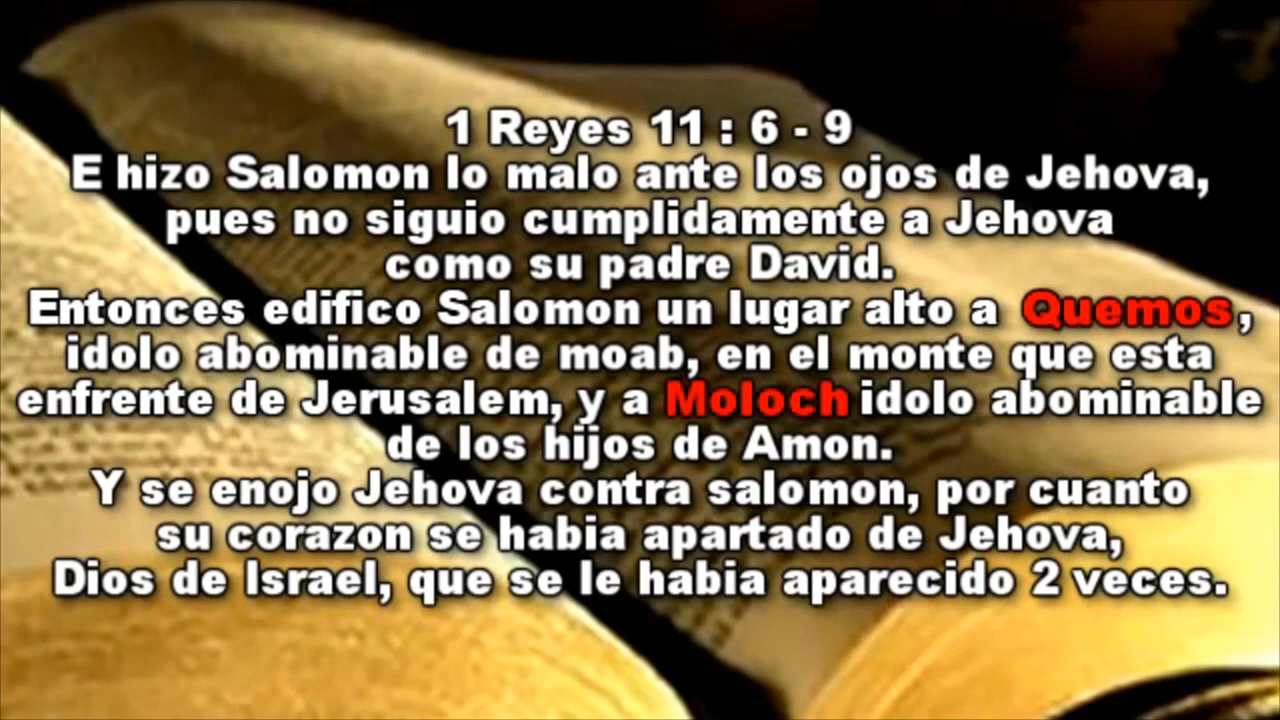 1 Reyes 11 : 6 - 9
E hizo Salomon lo malo ante los ojos de Jehova,
pues no siguio cumplidamente a Jehova
como su padre David.
Entonces edifico Salomon un lugar alto a Quemos,
idolo abominable de moab, en el monte que esta
enfrente de Jerusalem, y a Moloch idolo abominable
de los hijos de Amon.
Y se enojo Jehova contra salomon, por cuanto
su corazon se habia apartado de Jehova,
Dios de Israel, que se le habia aparecido 2 veces.